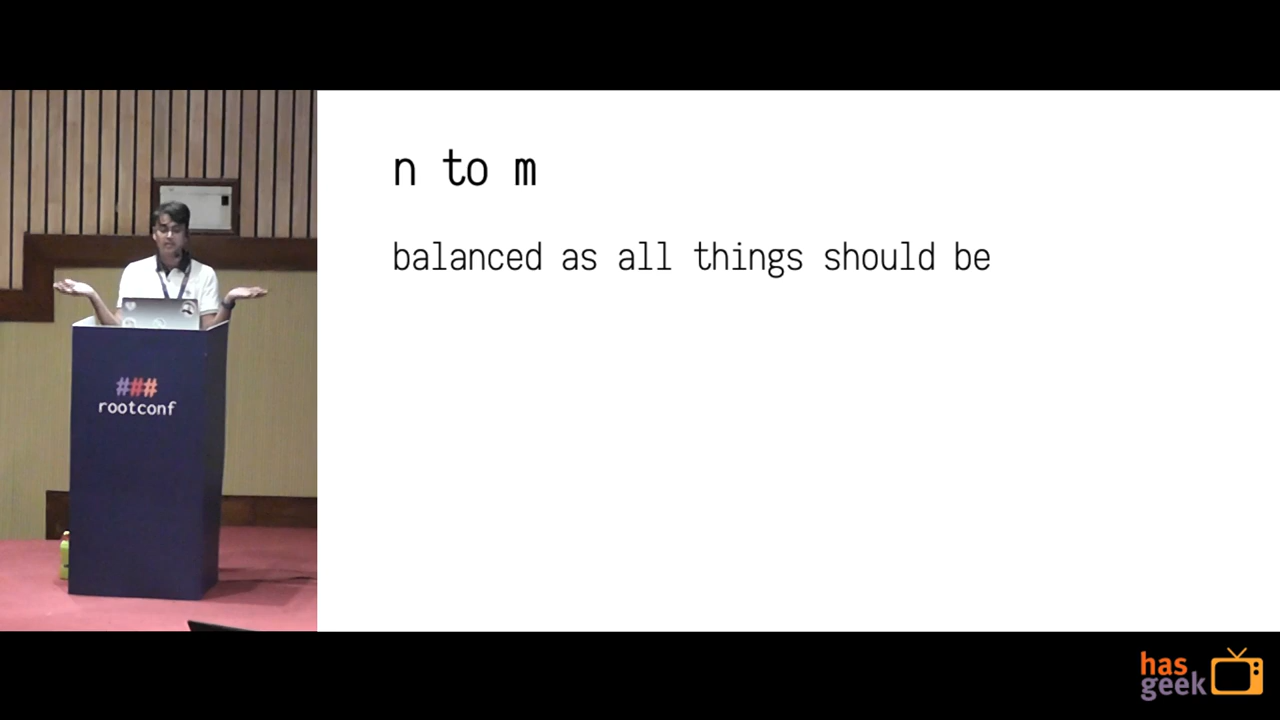 n to m
balanced as all things should be
###
rootconf
has
geek